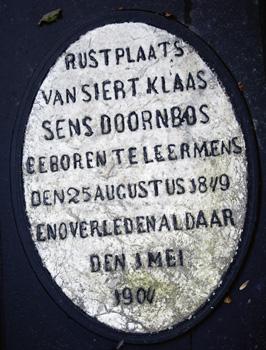 RUSTPLAATS
VAN SIERT KLAAS
SENS DOORNBOS
GEBOREN TE LEERMENS
DEN 25 AUGUSTUS 1849
EN OVERLEDEN ALDAAR
DEN 1 MEI